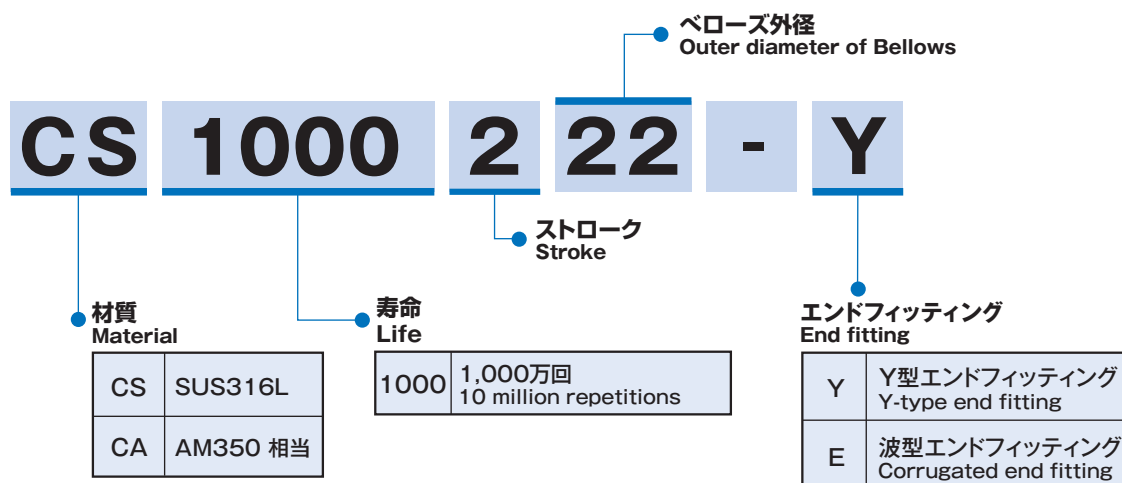 ベローズ外径
Outer diameter of Bellows
CS 1000 2 22 - Y
ストローク
Stroke
材質
Material
CS SUS316L
CA AM350 相当
寿命
Life
1000 1,000万回
10 million repetitions
エンドフィッティング
End fitting
Y Y型エンドフィッティング
Y-type end fitting
E 波型エンドフィッティング
Corrugated end fitting